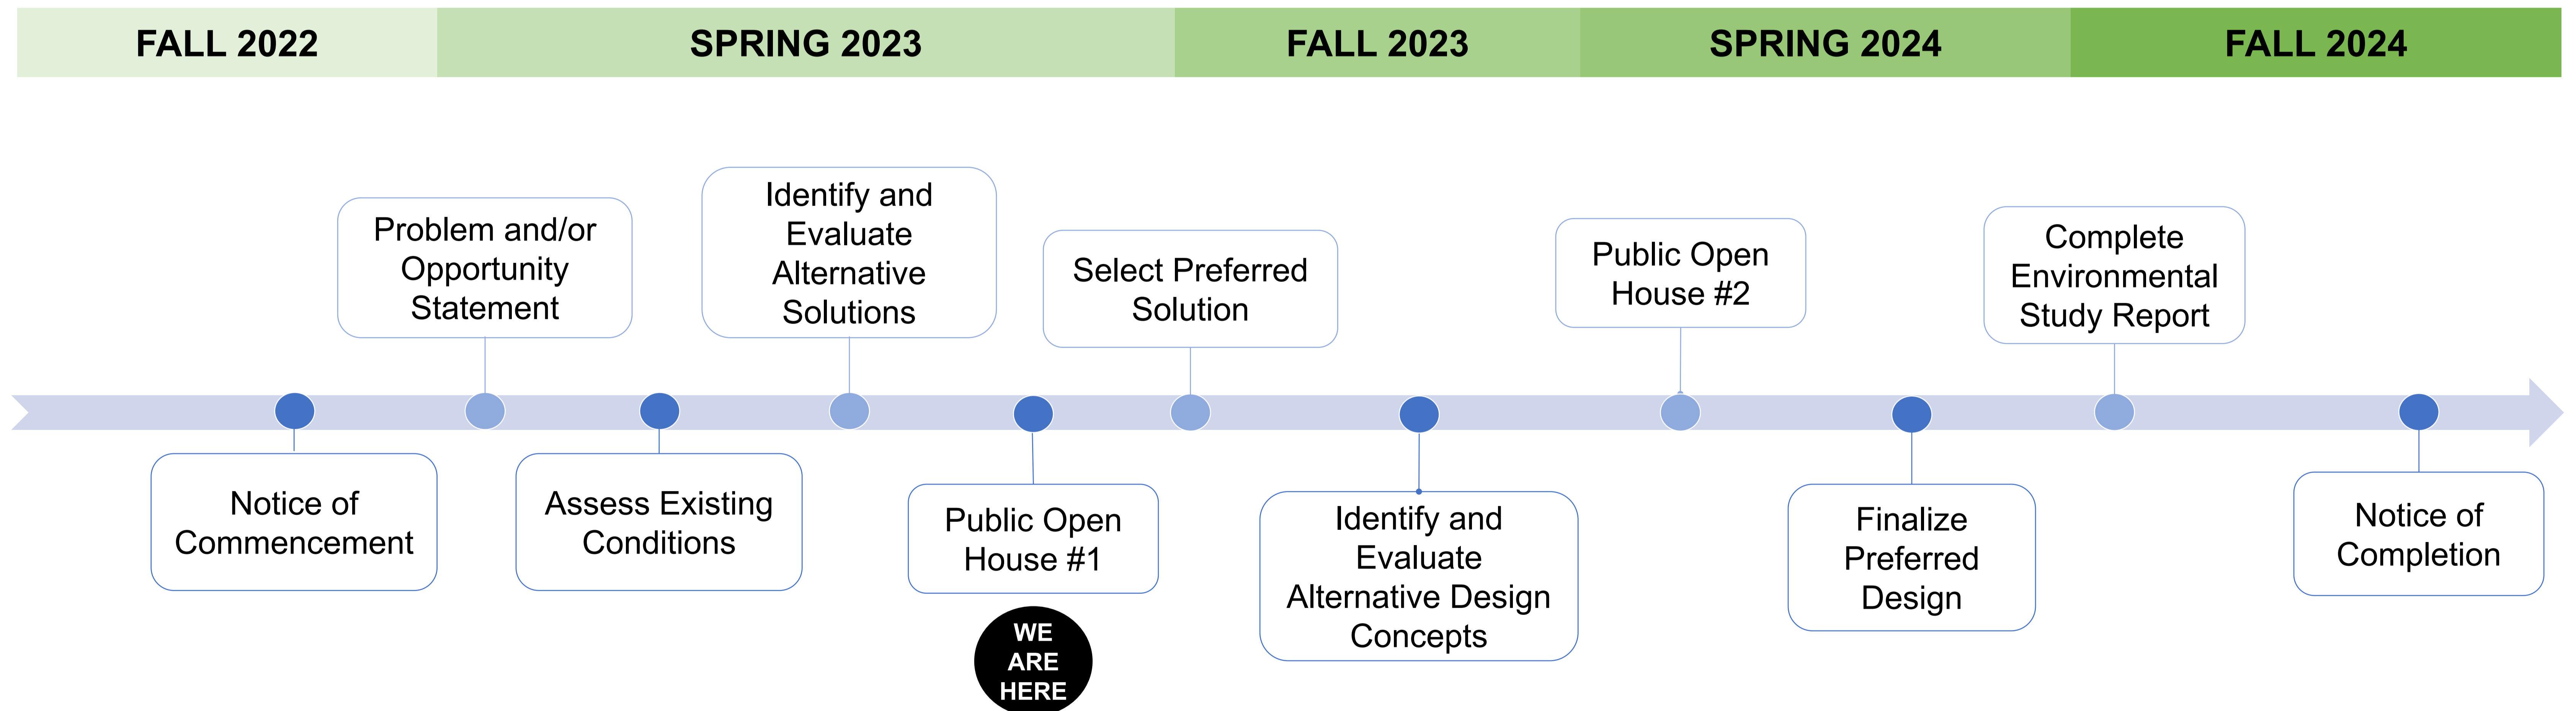 FALL 2022
SPRING 2023
FALL 2023
SPRING 2024
FALL 2024
Problem and/or
Opportunity
Statement
Identify and
Evaluate
Alternative
Solutions
Select Preferred
Solution
Public Open
House #2
Complete
Environmental
Study Report
Notice of
Commencement
Assess Existing
Conditions
Public Open
House #1
WE
ARE
HERE
Identify and
Evaluate
Alternative Design
Concepts
Finalize
Preferred
Design
Notice of
Completion